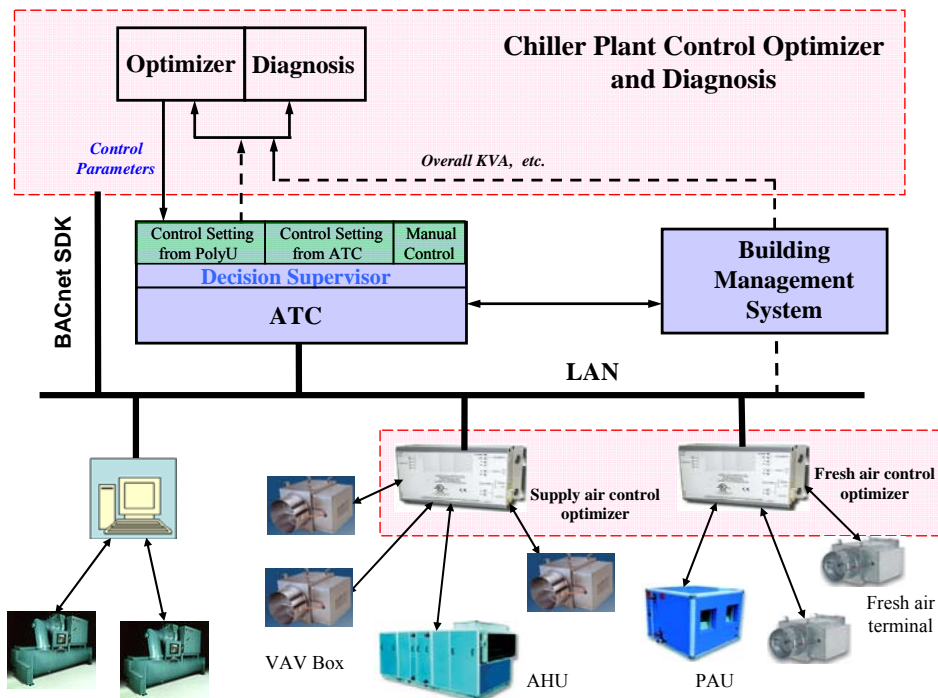 Chiller Plant Control Optimizer
and Diagnosis
Optimizer
Diagnosis
Control
Parameters
Overall KVA, etc.
BACnet SDK
Control Setting
from PolyU
Control Setting
from ATC
Manual
Control
Decision Supervisor
ATC
Building
Management
System
LAN
Supply air control
optimizer
Fresh air control
optimizer
VAV Box
AHU
PAU
Fresh air
terminal